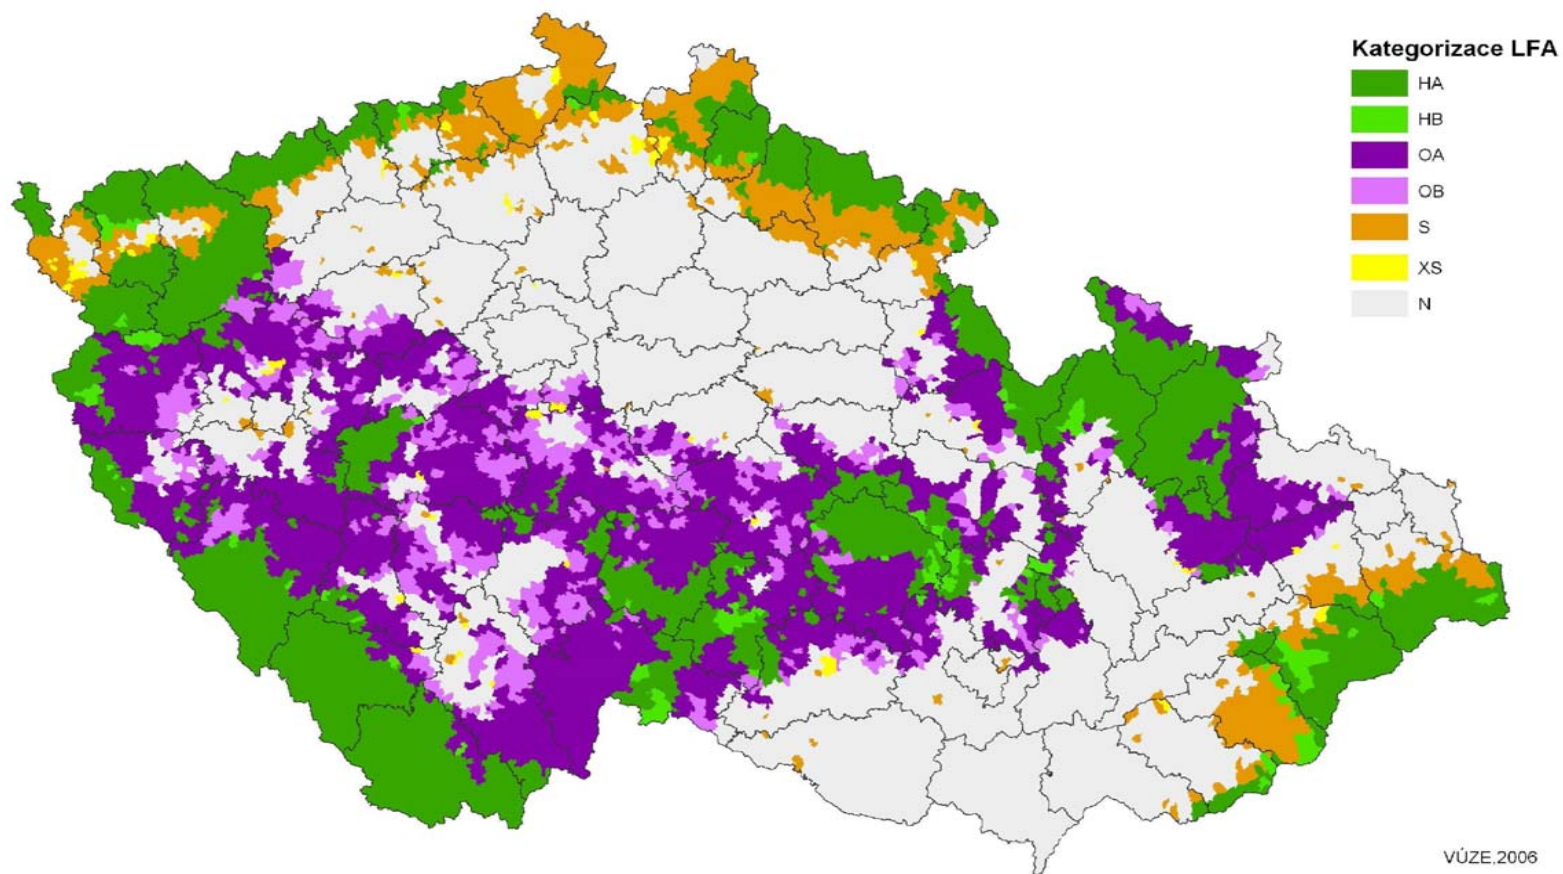 Kategorizace LFA
HA
HB
OA
OB
S
XS
N
VÚZE,2006